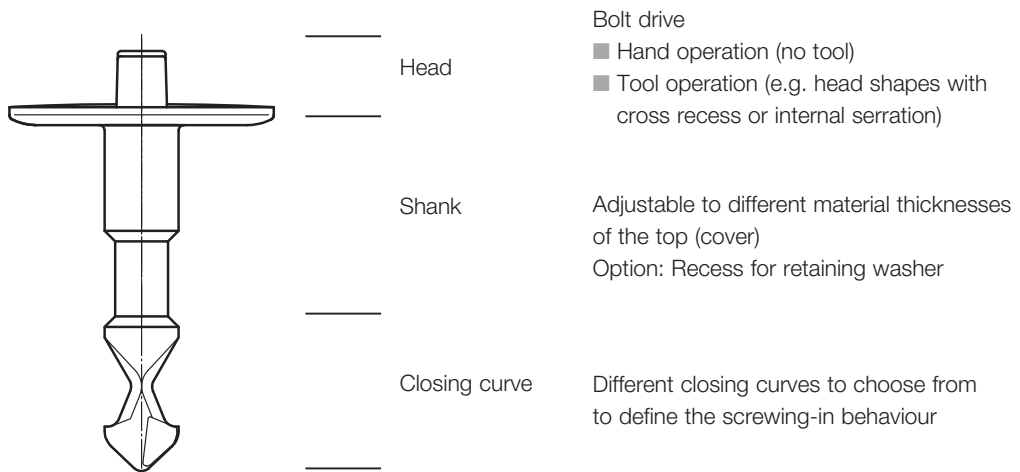 Head
Bolt drive
■ Hand operation (no tool)
■ Tool operation (e.g. head shapes with
cross recess or internal serration)
Shank
Adjustable to different material thicknesses
of the top (cover)
Option: Recess for retaining washer
Closing curve
Different closing curves to choose from
to define the screwing-in behaviour